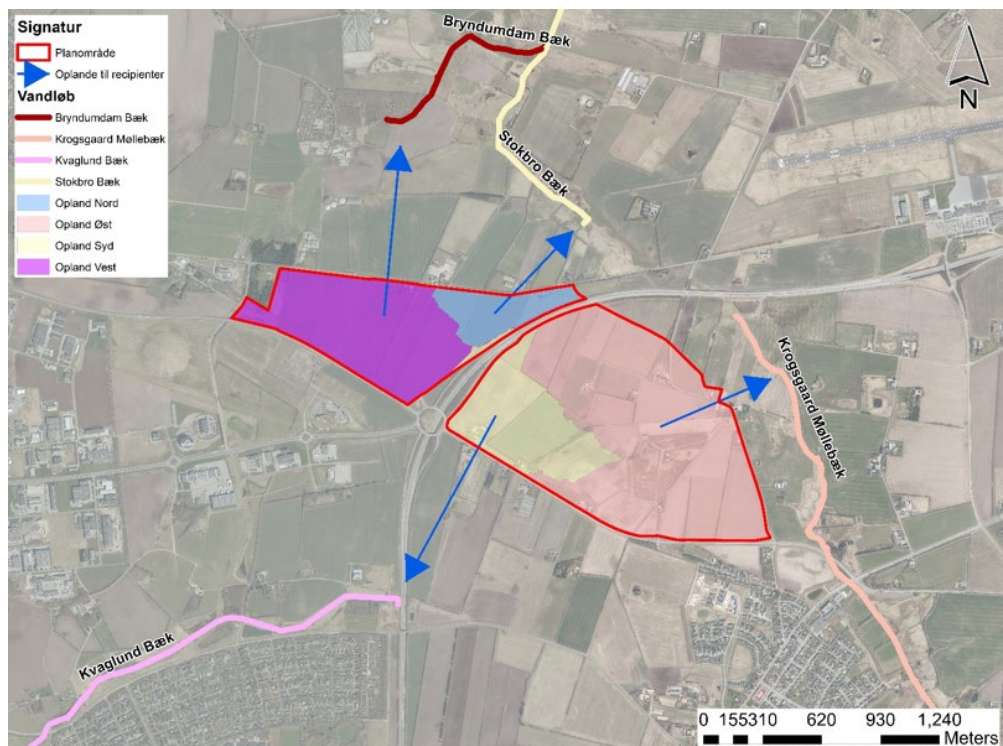 Signatur
Planområde
Oplande til recipienter
Vandløb
Bryndumdam Bæk
Krogsgaard Møllebæk
Kvaglund Bæk
Stokbro Bæk
Opland Nord
Opland Øst
Opland Syd
Opland Vest
Bryndumdam Bæk
N
Stokbro Bæk
Krogsgaard Møllebæk
Kvaglund Bæk
0 155310 620 930 1,240
Meters